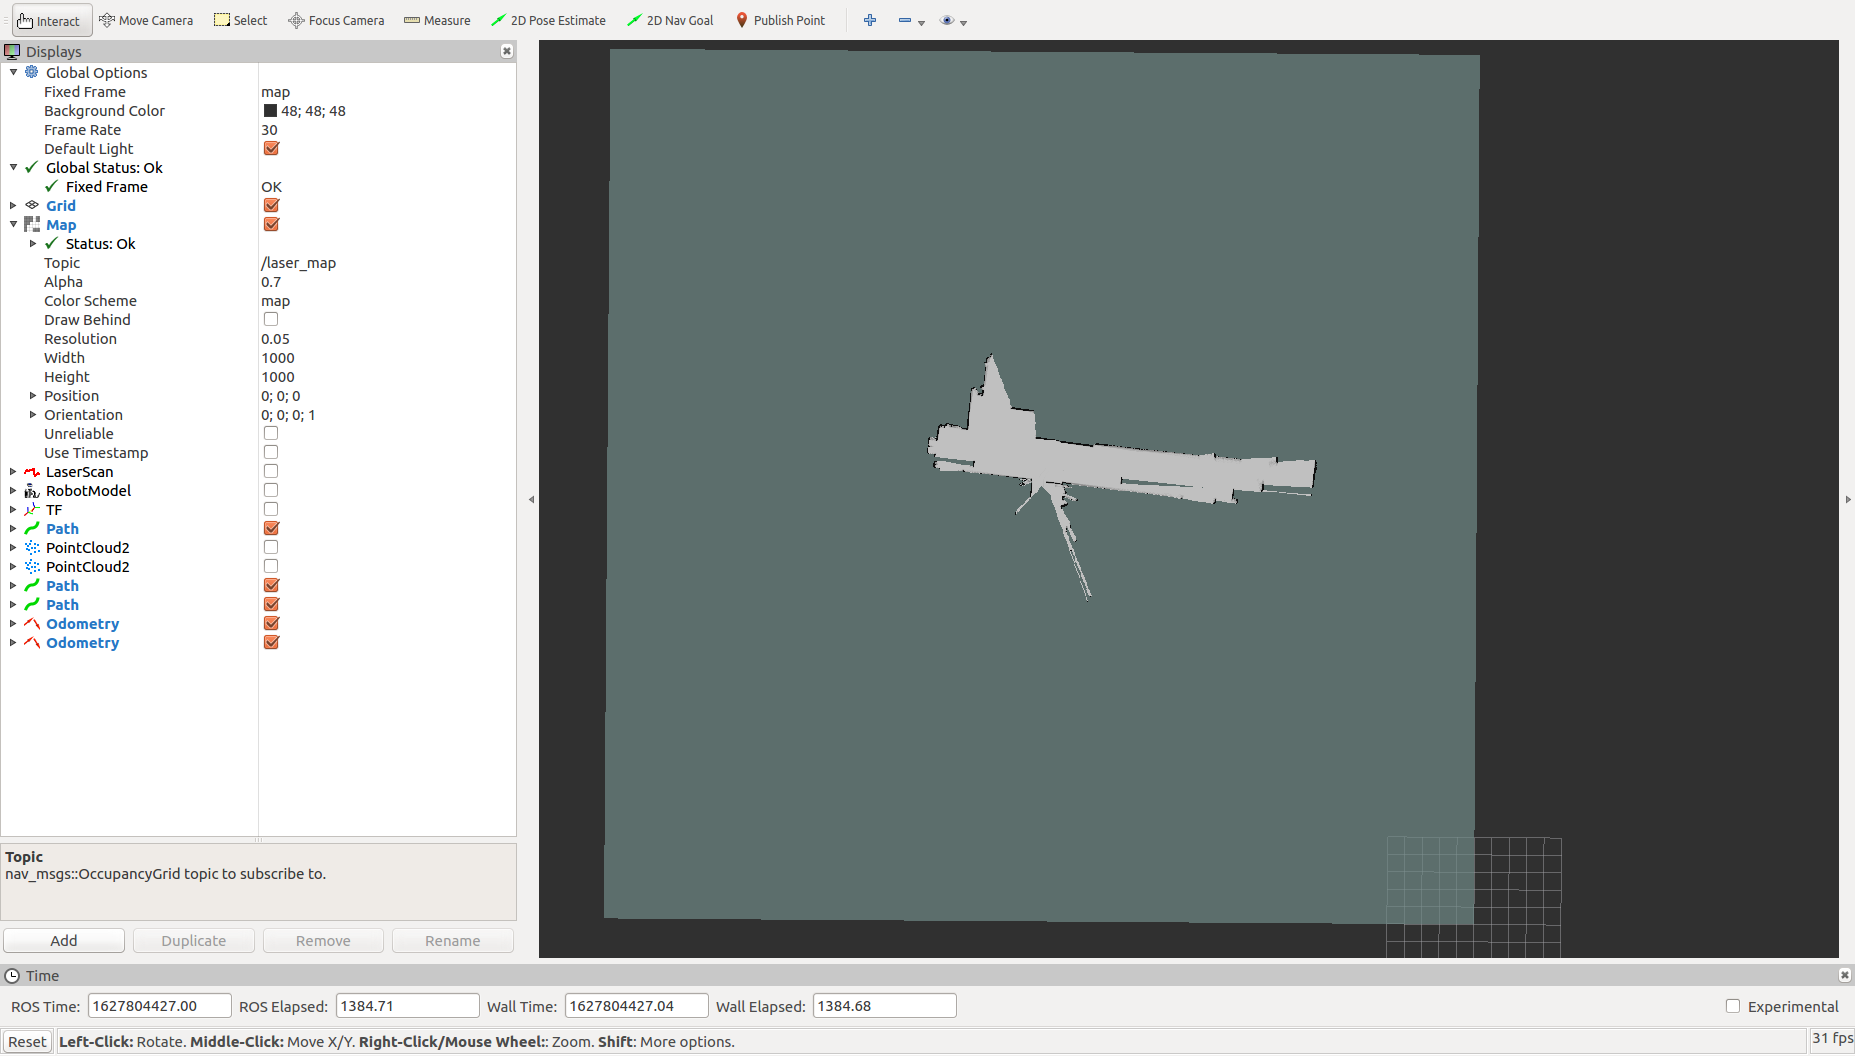 Interact Move Camera Select Focus Camera Measure 2D Pose Estimate 2D Nav Goal Publish Point
Displays
Global Options
Fixed Frame map
Background Color 48; 48; 48
Frame Rate 30
Default Light
Global Status: Ok
Fixed Frame OK
Grid
Map
Status: Ok
Topic /laser_map
Alpha 0.7
Color Scheme map
Draw Behind
Resolution 0.05
Width 1000
Height 1000
Position 0; 0; 0
Orientation 0; 0; 0; 1
Unreliable
Use Timestamp
LaserScan
RobotModel
TF
Path
PointCloud2
PointCloud2
Path
Path
Odometry
Odometry
Topic
nav_msgs::OccupancyGrid topic to subscribe to.
Add Duplicate Remove Rename
Time
ROS Time: 1627804427.00 ROS Elapsed: 1384.71 Wall Time: 1627804427.04 Wall Elapsed: 1384.68 Experimental
Reset Left-Click: Rotate. Middle-Click: Move X/Y. Right-Click/Mouse Wheel:: Zoom. Shift: More options. 31 fps